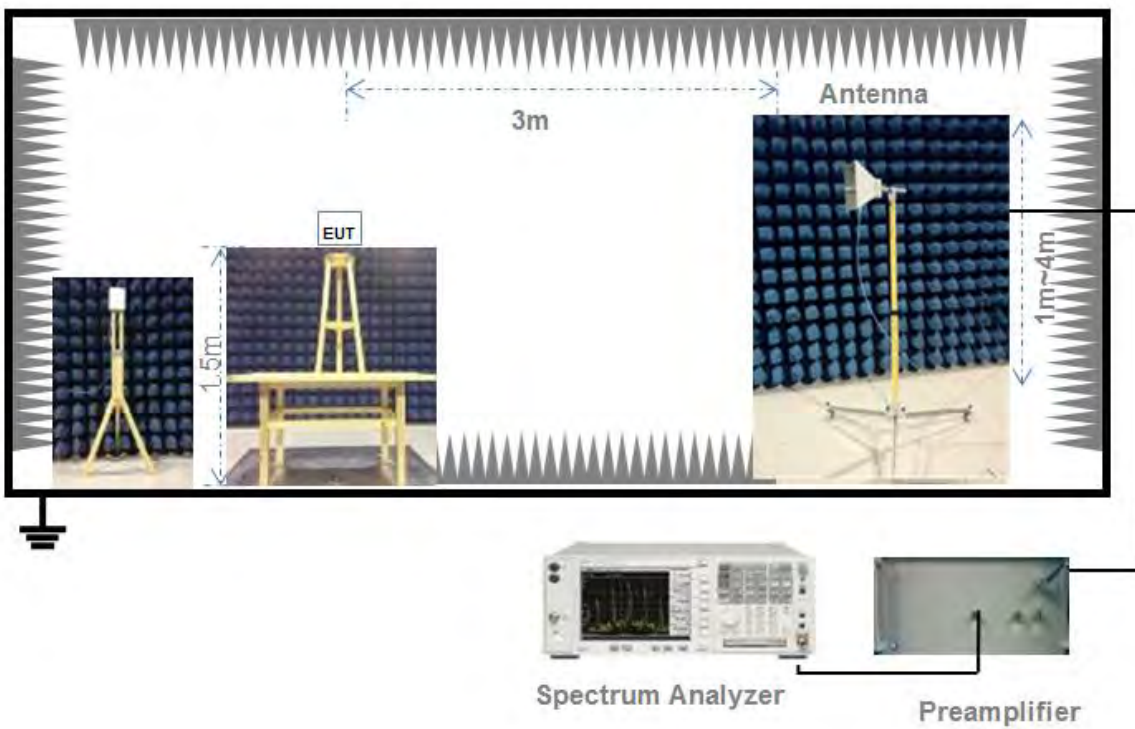 Antenna
3m
EUT
1.5m
1m~4m
Spectrum Analyzer
Preamplifier